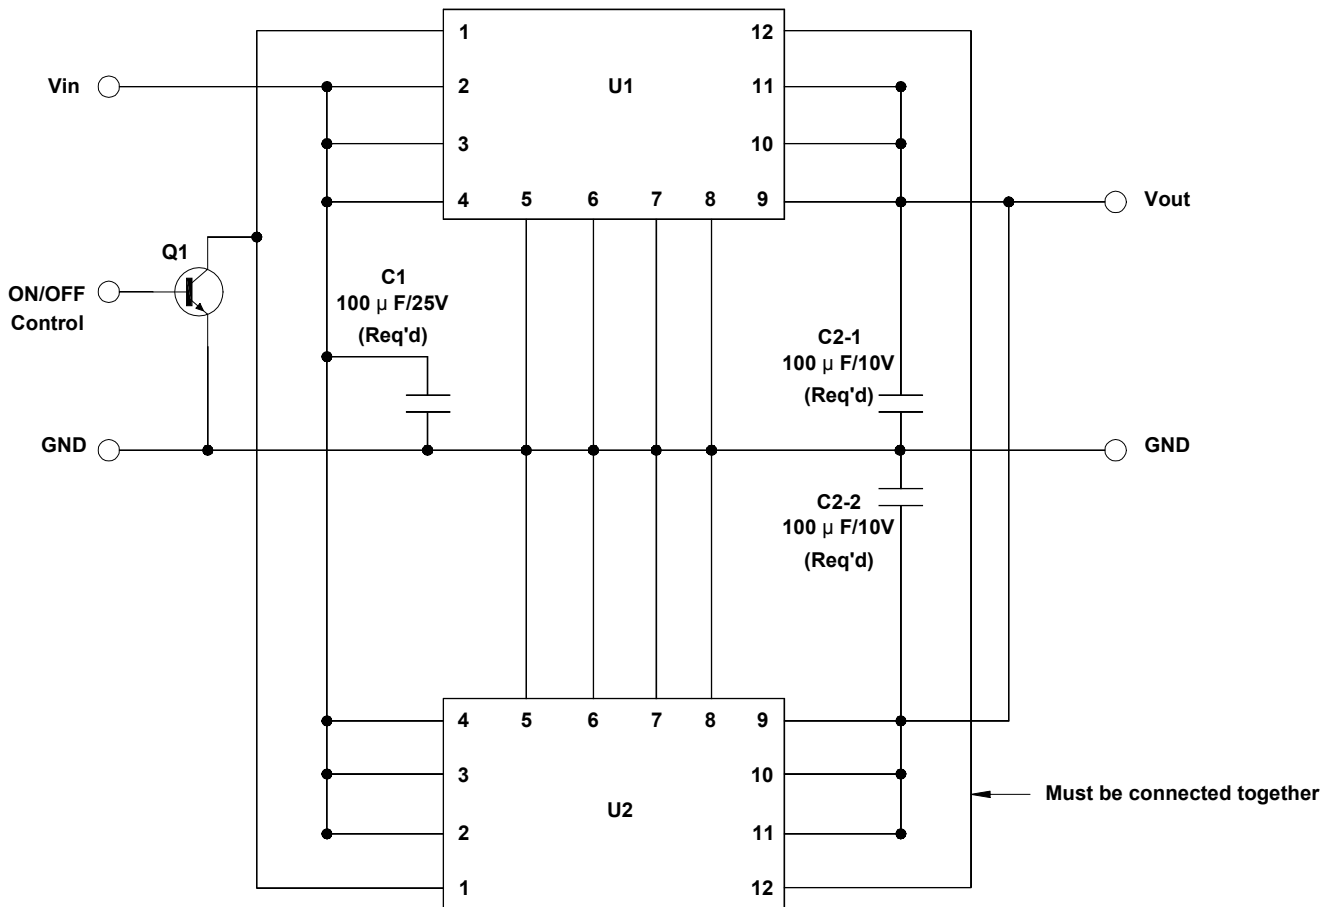 1
12
Vin
2
U1
11
3
10
4
5
6
7
8
9
Vout
Q1
C1
100 µ F/25V
(Req'd)
ON/OFF
Control
C2-1
100 µ F/10V
(Req'd)
GND
GND
C2-2
100 µ F/10V
(Req'd)
4
5
6
7
8
9
3
10
Must be connected together
U2
2
11
1
12